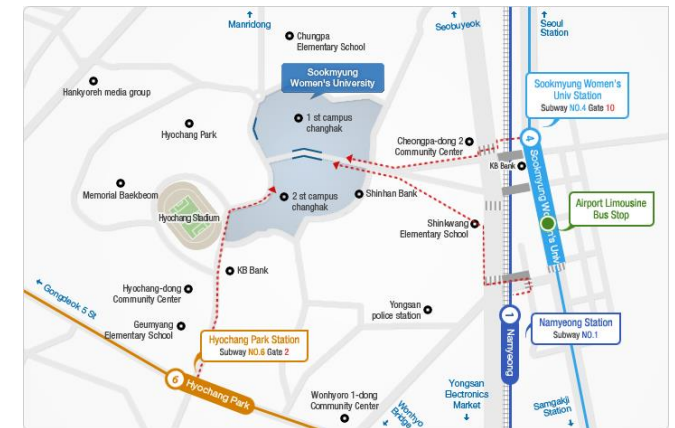 Manridong
Seobuyeok
Seoul
Station
Chungpa
Elementary School
Sookmyung
Women's University
Sookmyung Women's
Univ Station
Subway NO.4 Gate 10
Hankyoreh media group
1 st campus
changhak
Hyochang Park
Cheongpa-dong 2
Community Center
4
KB Bank
Sookmyung Women's Univ
Memorial Baekbeom
2 st campus
changhak
Shinhan Bank
Airport Limousine
Bus Stop
Hyochang Stadium
Shinkwang
Elementary School
KB Bank
Gongdeok 5 St
Hyochang-dong
Community Center
Yongsan
police station
1
Namyeong
Namyeong Station
Subway NO.1
Geumyang
Elementary School
Hyochang Park Station
Subway NO.6 Gate 2
6
Hyochang Park
Wonhyoro 1-dong
Community Center
Wonhyo
Bridge
Yongsan
Electronics
Market
Samgakji
Station